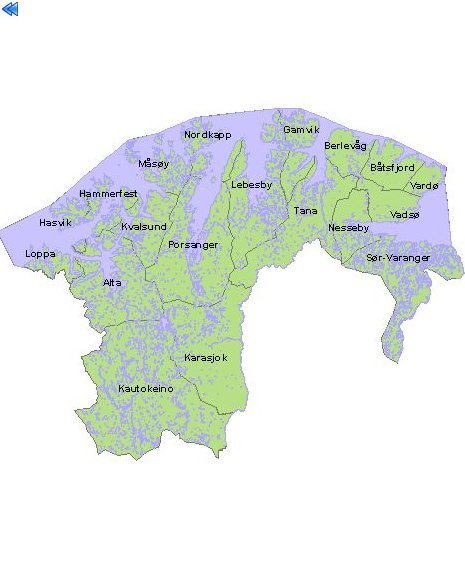 Nordkapp
Gamvik
Berlevåg
Måsøy
Båtsfjord
Lebesby
Vardø
Hammerfest
Tana
Vadsø
Hasvik
Kvalsund
Nesseby
Porsanger
Loppa
Sør-Varanger
Alta
Karasjok
Kautokeino